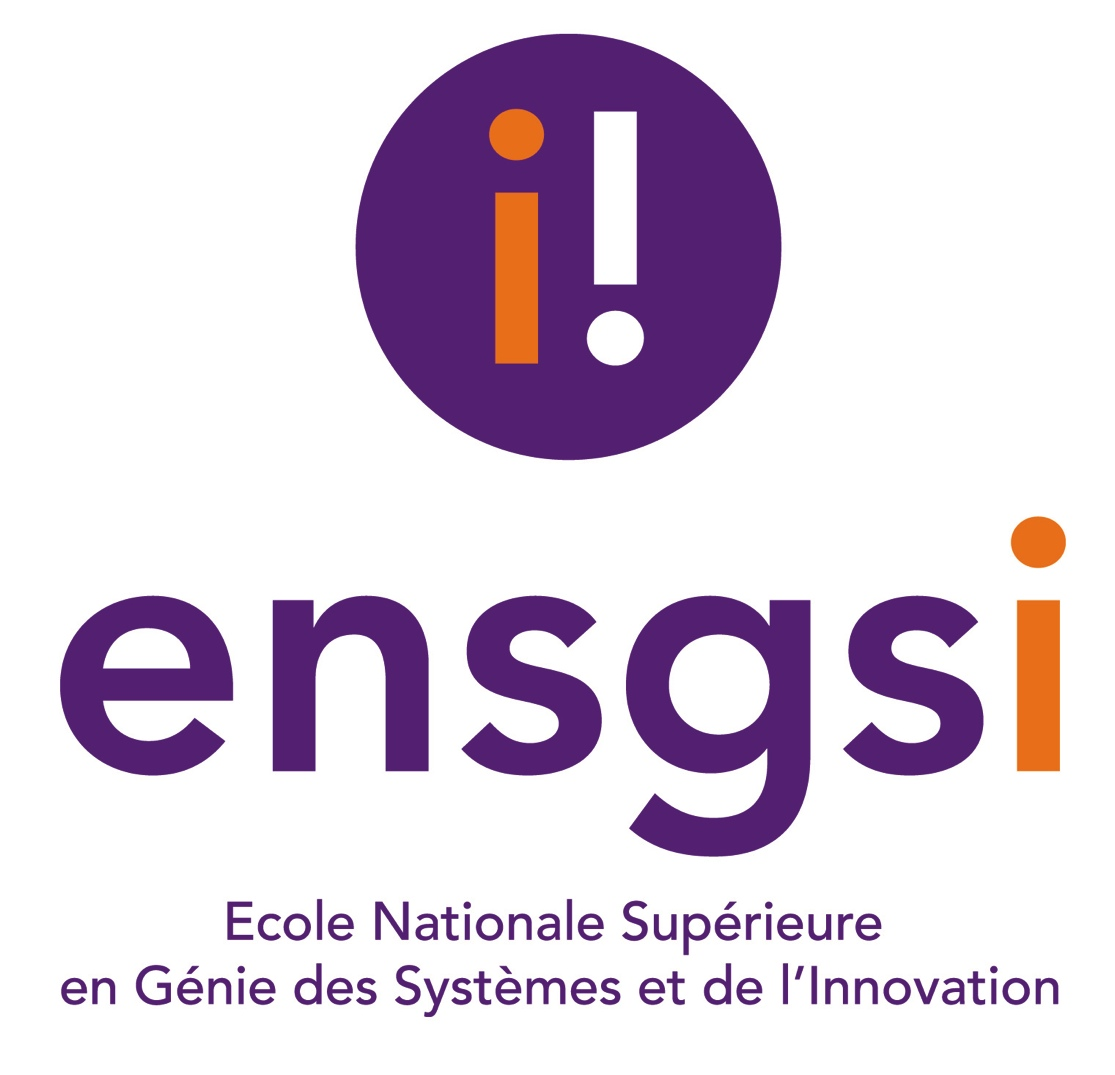 i!
ensgsi
Ecole Nationale Supérieure
en Génie des Systèmes et de l’Innovation